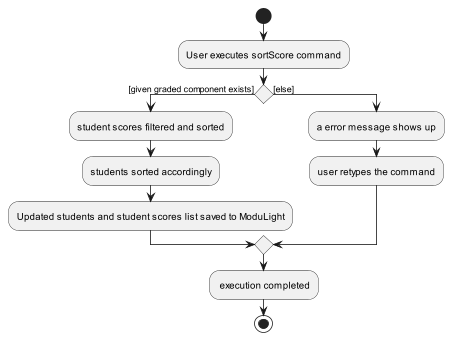 User executes sortScore command
[given graded component exists]
[else]
student scores filtered and sorted
a error message shows up
students sorted accordingly
user retypes the command
Updated students and student scores list saved to ModuLight
execution completed